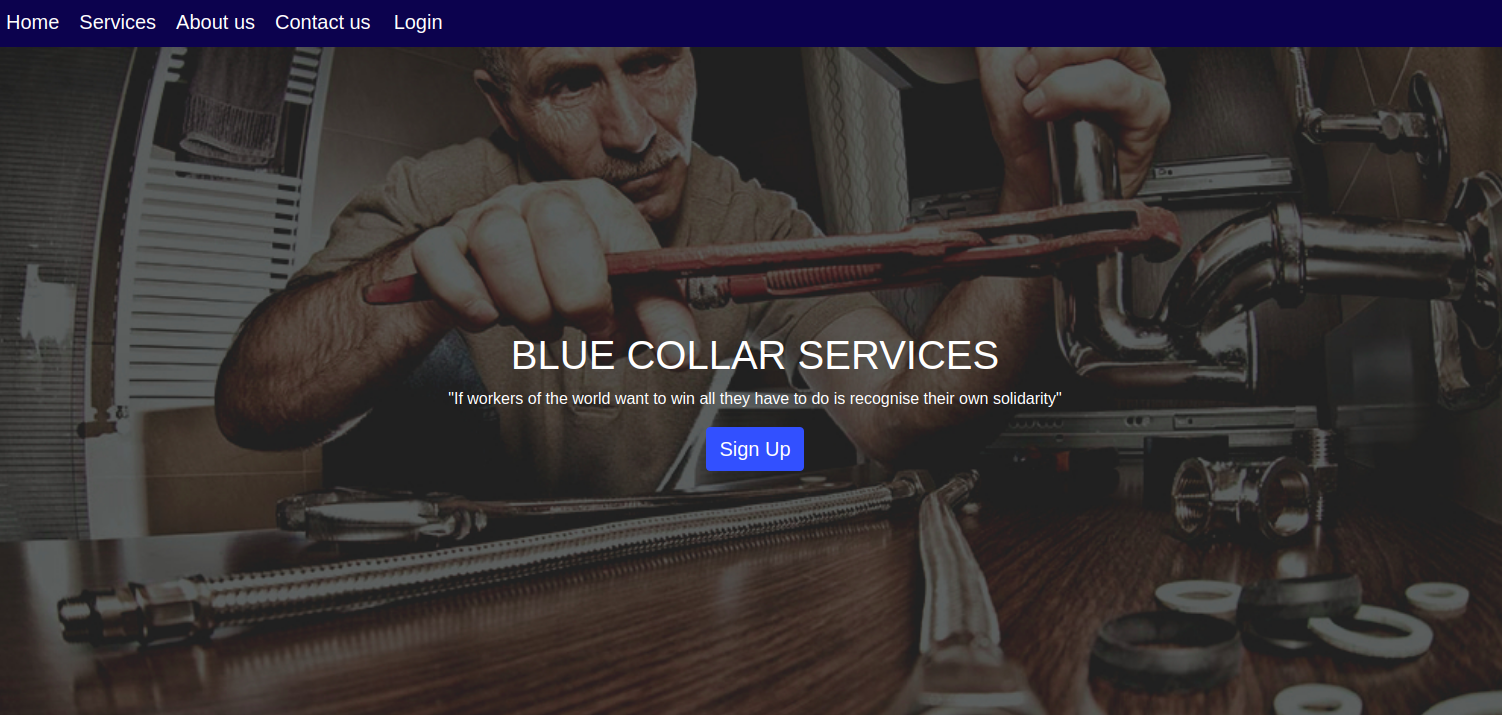 Home Services About us Contact us Login
BLUE COLLAR SERVICES
"If workers of the world want to win all they have to do is recognise their own solidarity"
Sign Up